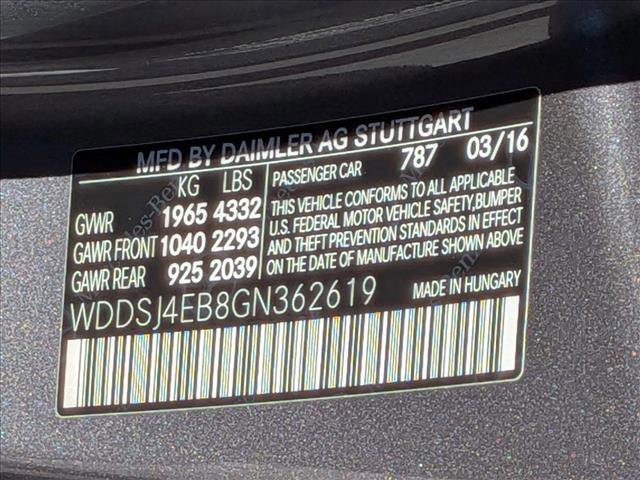 MFD BY DAIMLER AG STUTTGART
KG LBS
GVWR 1965 4332
GAWR FRONT 1040 2293
GAWR REAR 925 2039
PASSENGER CAR 787 03/16
THIS VEHICLE CONFORMS TO ALL APPLICABLE
U.S. FEDERAL MOTOR VEHICLE SAFETY,BUMPER
AND THEFT PREVENTION STANDARDS IN EFFECT
ON THE DATE OF MANUFACTURE SHOWN ABOVE
MADE IN HUNGARY
WDDSJ4EB8GN362619